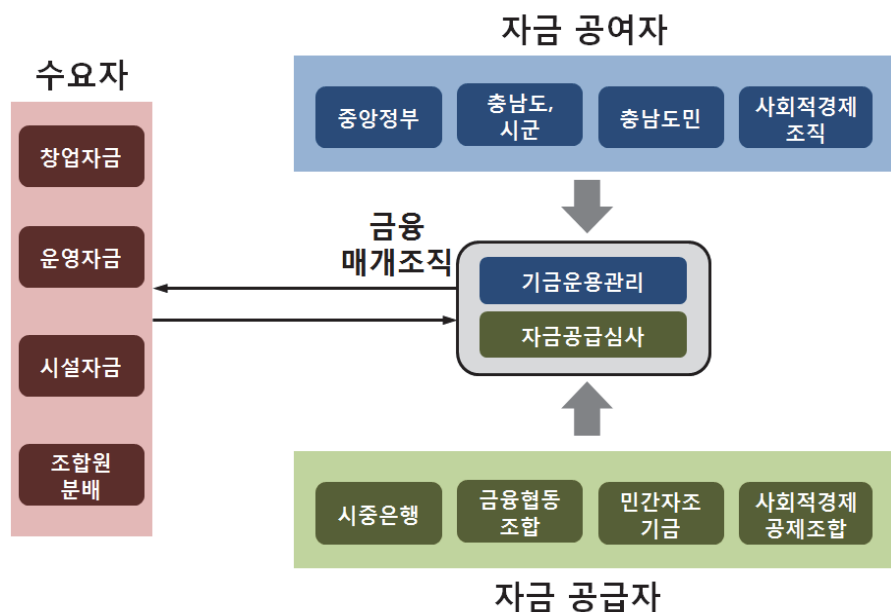 자금 공여자
중앙정부
충남도,
시군
충남도민
사회적경제
조직
수요자
창업자금
운영자금
시설자금
조합원
분배
금융
매개조직
기금운용관리
자금공급심사
시중은행
금융협동
조합
민간자조
기금
사회적경제
공제조합
자금 공급자